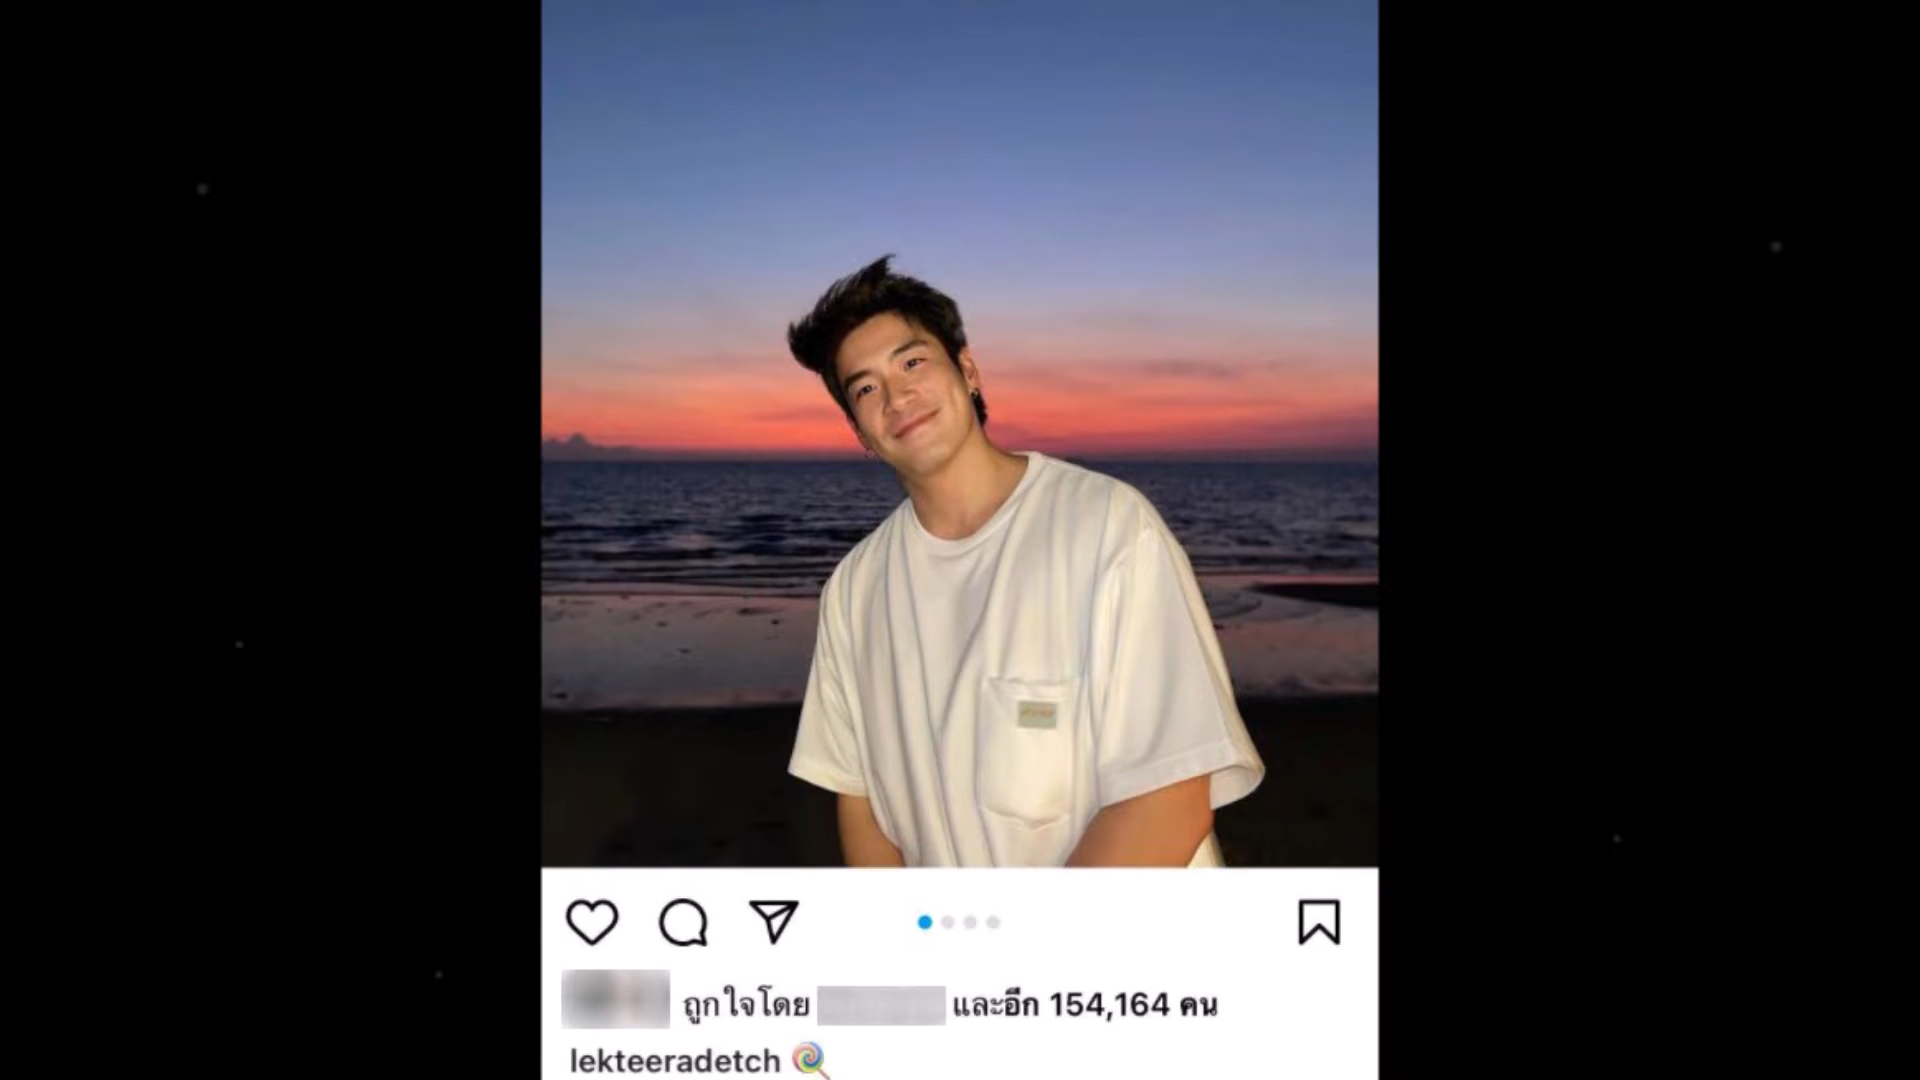 ถูกใจโดย และอีก 154,164 คน
lekteeradetch 🍭